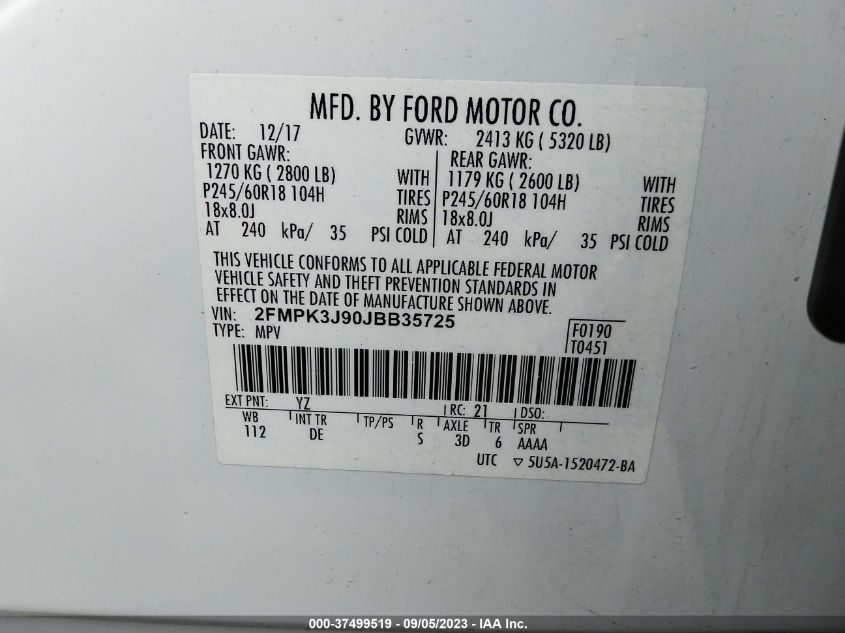 MFD. BY FORD MOTOR CO.
DATE: 12/17 GVWR: 2413 KG ( 5320 LB)
FRONT GAWR: REAR GAWR:
1270 KG ( 2800 LB) WITH 1179 KG ( 2600 LB) WITH
P245/60R18 104H TIRES P245/60R18 104H TIRES
18x8.0J RIMS 18x8.0J RIMS
AT 240 kPa/ 35 PSI COLD AT 240 kPa/ 35 PSI COLD
THIS VEHICLE CONFORMS TO ALL APPLICABLE FEDERAL MOTOR
VEHICLE SAFETY AND THEFT PREVENTION STANDARDS IN
EFFECT ON THE DATE OF MANUFACTURE SHOWN ABOVE.
VIN: 2FMPK3J90JBB35725 F0190
TYPE: MPV T0451
EXT PNT: YZ RC: 21 DSO:
WB INT TR TP/PS R AXLE TR SPR
112 DE S 3D 6 AAAA
UTC ▽ 5U5A-1520472-BA
000-37499519 - 09/05/2023 - IAA Inc.